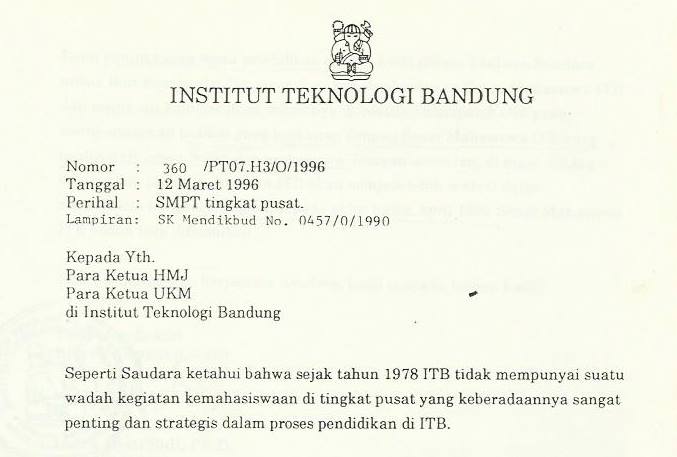 INSTITUT TEKNOLOGI BANDUNG
Nomor : 360 /PT07.H3/O/1996
Tanggal : 12 Maret 1996
Perihal : SMPT tingkat pusat.
Lampiran: SK Mendikbud No. 0457/0/1990
Kepada Yth.
Para Ketua HMJ
Para Ketua UKM
di Institut Teknologi Bandung
Seperti Saudara ketahui bahwa sejak tahun 1978 ITB tidak mempunyai suatu
wadah kegiatan kemahasiswaan di tingkat pusat yang keberadaannya sangat
penting dan strategis dalam proses pendidikan di ITB.